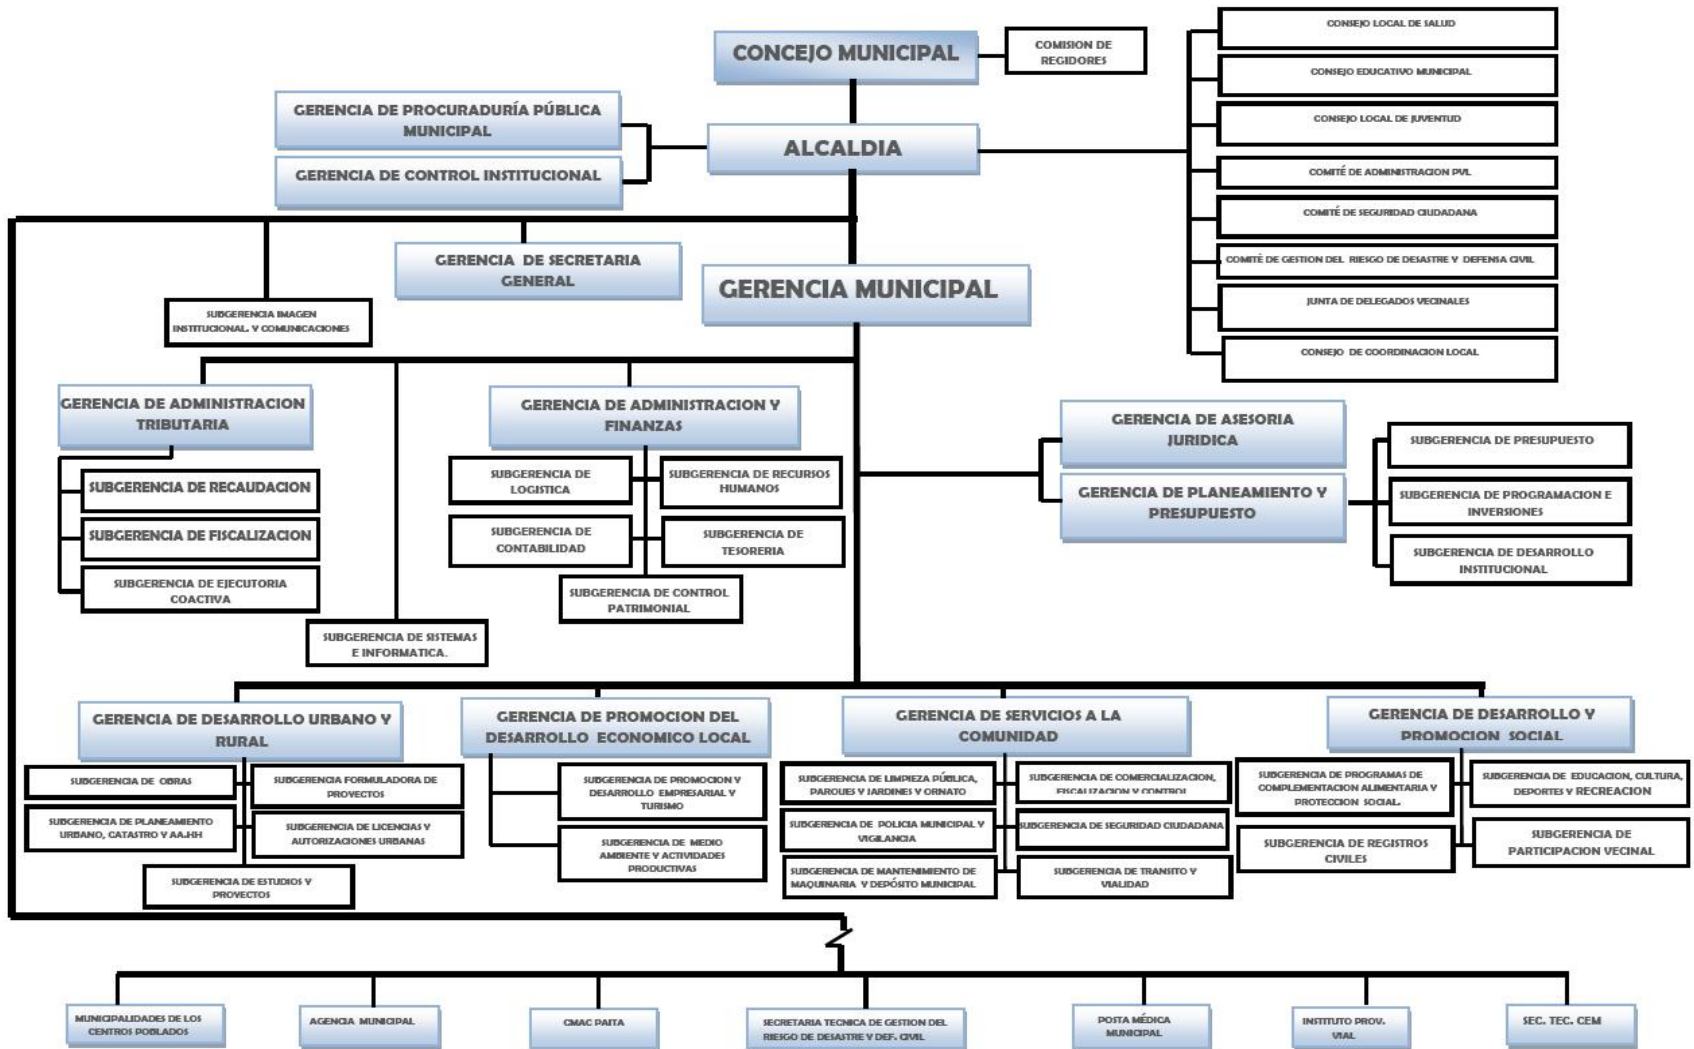 CONCEJO MUNICIPAL
COMISION DE
REGIDORES
CONSEJO LOCAL DE SALUD
CONSEJO EDUCATIVO MUNICIPAL
CONSEJO LOCAL DE JUVENTUD
COMITÉ DE ADMINISTRACION PVL
COMITÉ DE SEGURIDAD CIUDADANA
COMITÈ DE GESTION DEL RIESGO DE DESASTRE Y DEFENSA CIVIL
JUNTA DE DELEGADOS VECINALES
CONSEJO DE COORDINACION LOCAL
GERENCIA DE PROCURADURÍA PÚBLICA
MUNICIPAL
GERENCIA DE CONTROL INSTITUCIONAL
ALCALDIA
GERENCIA DE SECRETARIA
GENERAL
SUBGERENCIA IMAGEN
INSTITUCIONAL. Y COMUNICACIONES
GERENCIA MUNICIPAL
GERENCIA DE ADMINISTRACION
TRIBUTARIA
SUBGERENCIA DE RECAUDACION
SUBGERENCIA DE FISCALIZACION
SUBGERENCIA DE EJECUTORIA
COACTIVA
SUBGERENCIA DE SISTEMAS
E INFORMATICA.
GERENCIA DE ADMINISTRACION Y
FINANZAS
SUBGERENCIA DE
LOGISTICA
SUBGERENCIA DE RECURSOS
HUMANOS
SUBGERENCIA DE
CONTABILIDAD
SUBGERENCIA DE
TESORERIA
SUBGERENCIA DE CONTROL
PATRIMONIAL
GERENCIA DE ASESORIA
JURIDICA
GERENCIA DE PLANEAMIENTO Y
PRESUPUESTO
SUBGERENCIA DE PRESUPUESTO
SUBGERENCIA DE PROGRAMACION E
INVERSIONES
SUBGERENCIA DE DESARROLLO
INSTITUCIONAL
GERENCIA DE DESARROLLO URBANO Y
RURAL
SUBGERENCIA DE OBRAS
SUBGERENCIA FORMULADORA DE
PROYECTOS
SUBGERENCIA DE PLANEAMIENTO
URBANO, CATASTRO Y AA.HH
SUBGERENCIA DE LICENCIAS Y
AUTORIZACIONES URBANAS
SUBGERENCIA DE ESTUDIOS Y
PROYECTOS
GERENCIA DE PROMOCION DEL
DESARROLLO ECONOMICO LOCAL
SUBGERENCIA DE PROMOCION Y
DESARROLLO EMPRESARIAL Y
TURISMO
SUBGERENCIA DE MEDIO
AMBIENTE Y ACTIVIDADES
PRODUCTIVAS
GERENCIA DE SERVICIOS A LA
COMUNIDAD
SUBGERENCIA DE LIMPIEZA PÚBLICA,
PARQUES Y JARDINES Y ORNATO
SUBGERENCIA DE COMERCIALIZACION,
FISCALIZACION Y CONTROL
SUBGERENCIA DE POLICIA MUNICIPAL Y
VIGILANCIA
SUBGERENCIA DE SEGURIDAD CIUDADANA
SUBGERENCIA DE MANTENIMIENTO DE
MAQUINARIA Y DEPÓSITO MUNICIPAL
SUBGERENCIA DE TRANSITO Y
VIALIDAD
GERENCIA DE DESARROLLO Y
PROMOCION SOCIAL
SUBGERENCIA DE PROGRAMAS DE
COMPLEMENTACION ALIMENTARIA Y
PROTECCION SOCIAL.
SUBGERENCIA DE EDUCACION, CULTURA,
DEPORTES Y RECREACION
SUBGERENCIA DE REGISTROS
CIVILES
SUBGERENCIA DE
PARTICIPACION VECINAL
MUNICIPALIDADES DE LOS
CENTROS POBLADOS
AGENCIA MUNICIPAL
CMAC PAITA
SECRETARIA TECNICA DE GESTION DEL
RIESGO DE DESASTRE Y DEF. CIVIL
POSTA MÉDICA
MUNICIPAL
INSTITUTO PROV.
VIAL
SEC. TEC. CEM